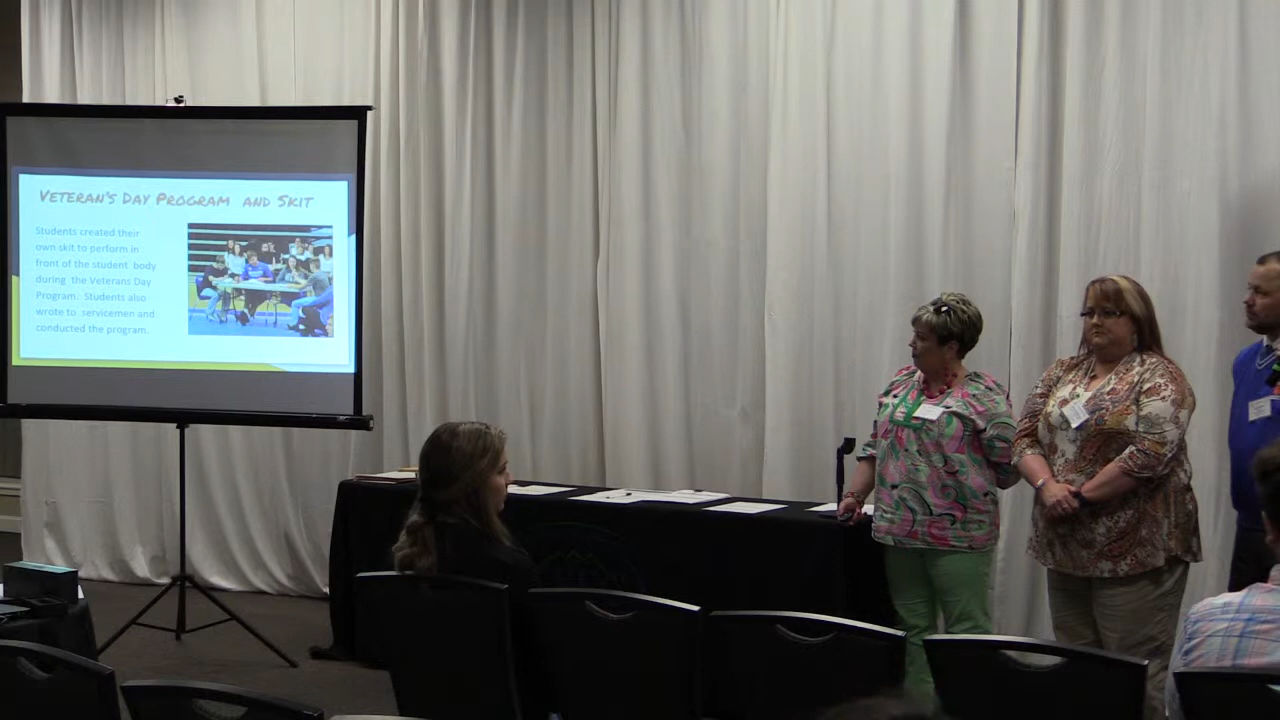 Veteran's Day Program and Skit
Students created their
own skit to perform in
front of the student body
during the Veterans Day
Program. Students also
wrote to servicemen and
conducted the program.